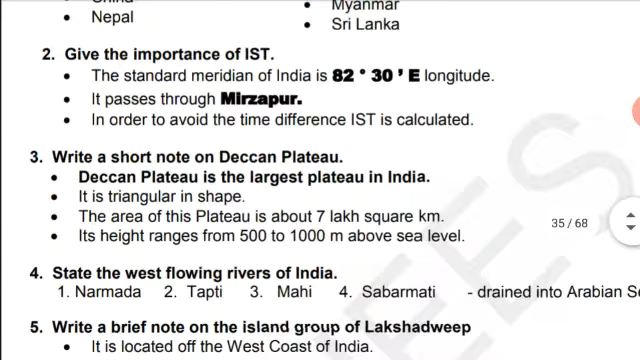 Myanmar
• Nepal
• Sri Lanka
2. Give the importance of IST.
• The standard meridian of India is 82 ° 30 ' E longitude.
• It passes through Mirzapur.
• In order to avoid the time difference IST is calculated.
3. Write a short note on Deccan Plateau.
• Deccan Plateau is the largest plateau in India.
• It is triangular in shape.
• The area of this Plateau is about 7 lakh square km.
35 / 68
• Its height ranges from 500 to 1000 m above sea level.
4. State the west flowing rivers of India.
1. Narmada 2. Tapti 3. Mahi 4. Sabarmati - drained into Arabian S
5. Write a brief note on the island group of Lakshadweep
• It is located off the West Coast of India.